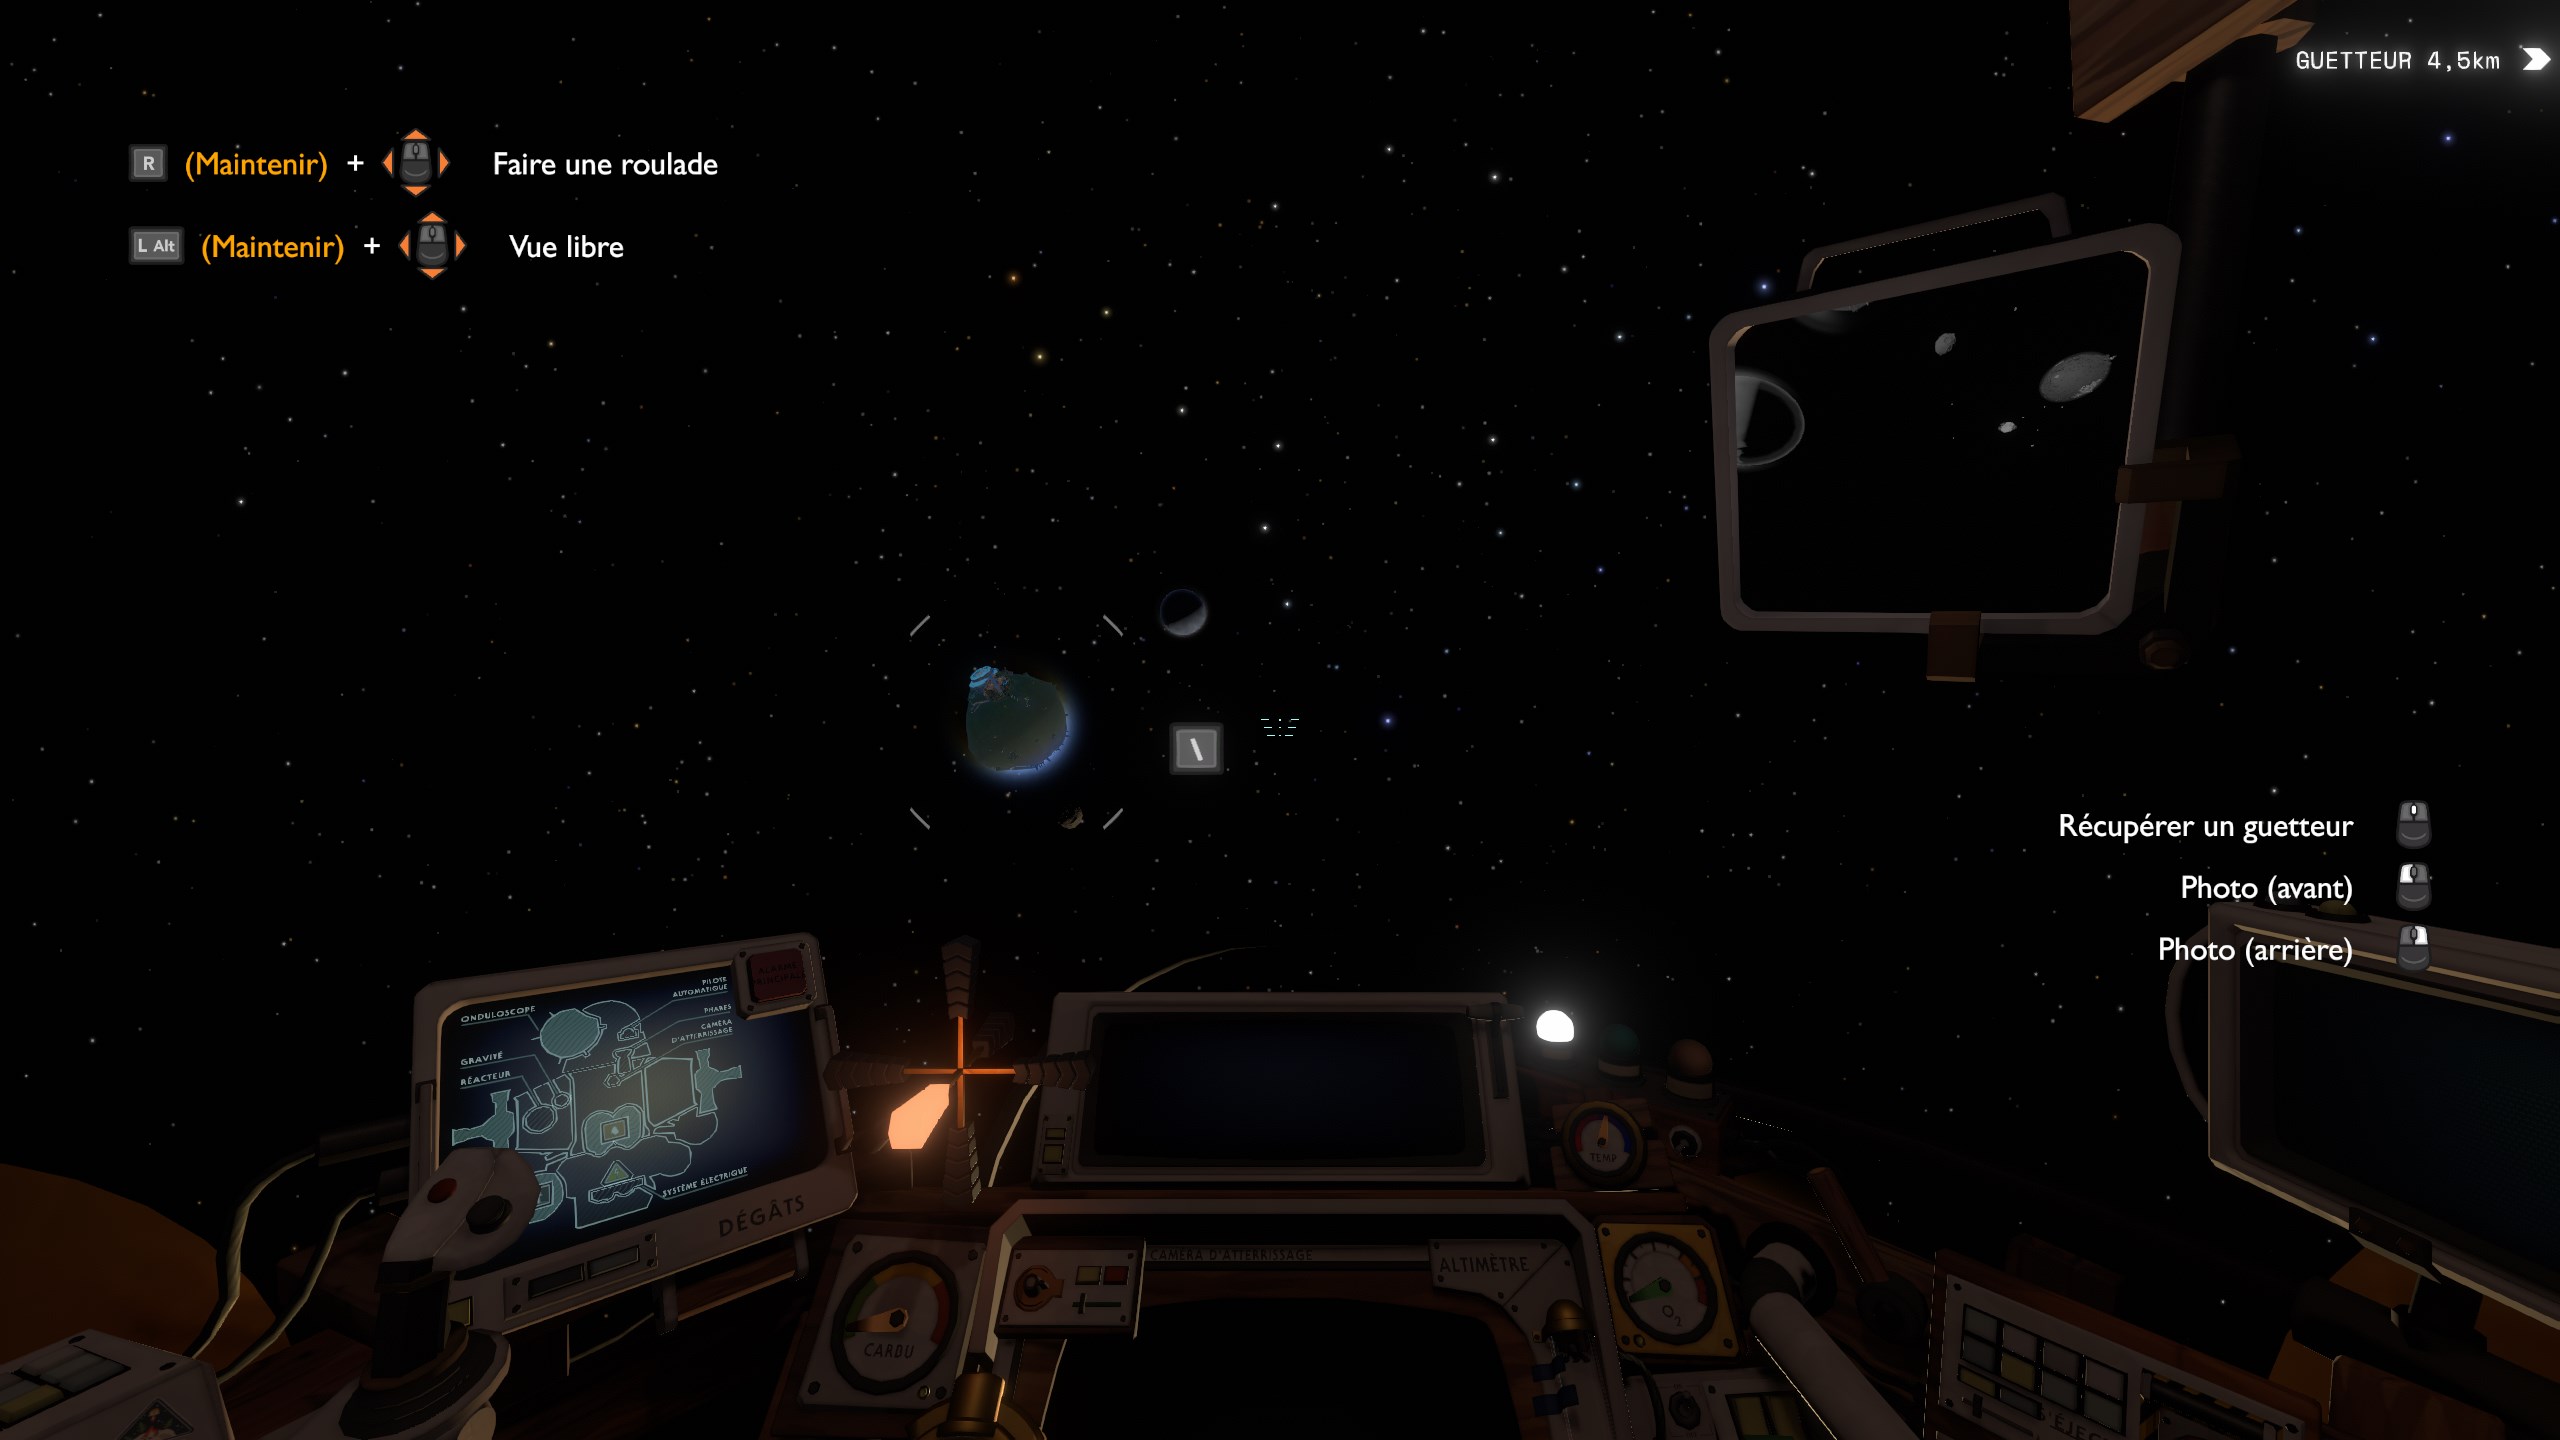 GUETTEUR 4,5km
R (Maintenir) + Faire une roulade
L Alt (Maintenir) + Vue libre
\
Récupérer un guetteur
Photo (avant)
Photo (arrière)
ONDULOSCOPE
GRAVITÉ
RÉACTEUR
PILOTE AUTOMATIQUE
PHARES
CAMÉRA D'ATTERRISSAGE
SYSTÈME ÉLECTRIQUE
DÉGÂTS
TEMP
CAMÉRA D'ATTERRISSAGE
ALTIMÈTRE
CARBU
O2